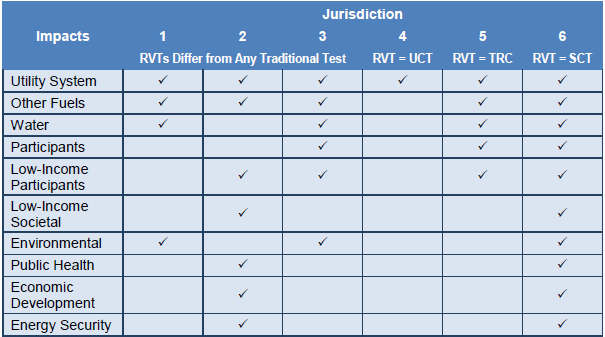 Jurisdiction
Impacts 1 2 3 4 5 6
RVTs Differ from Any Traditional Test RVT = UCT RVT = TRC RVT = SCT
Utility System ✓ ✓ ✓ ✓ ✓ ✓
Other Fuels ✓ ✓ ✓ ✓ ✓
Water ✓ ✓ ✓ ✓
Participants ✓ ✓ ✓
Low-Income
Participants ✓ ✓ ✓ ✓
Low-Income
Societal ✓ ✓
Environmental ✓ ✓ ✓
Public Health ✓ ✓
Economic
Development ✓ ✓
Energy Security ✓ ✓